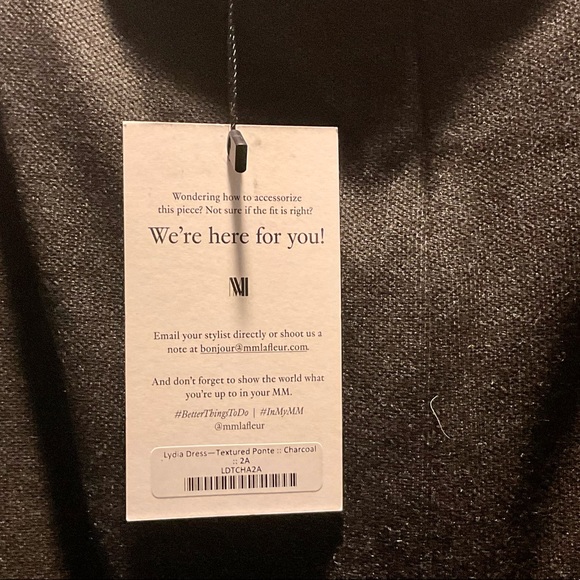 Wondering how to accessorize
this piece? Not sure if the fit is right?
We're here for you!
MM
Email your stylist directly or shoot us a
note at bonjour@mmlafleur.com.
And don't forget to show the world what
you're up to in your MM.
#BetterThingsToDo | #InMyMM
@mmlafleur
Lydia Dress—Textured Ponte :: Charcoal
:: 2A
LDTCHA2A